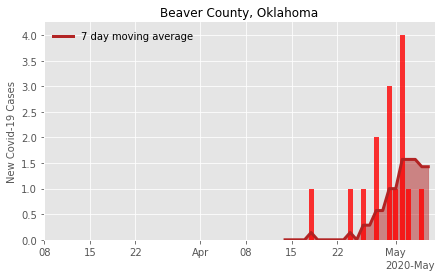 Beaver County, Oklahoma
7 day moving average
New Covid-19 Cases
4.0
3.5
3.0
2.5
2.0
1.5
1.0
0.5
0.0
08 15 22 Apr 08 15 22 May
2020-May